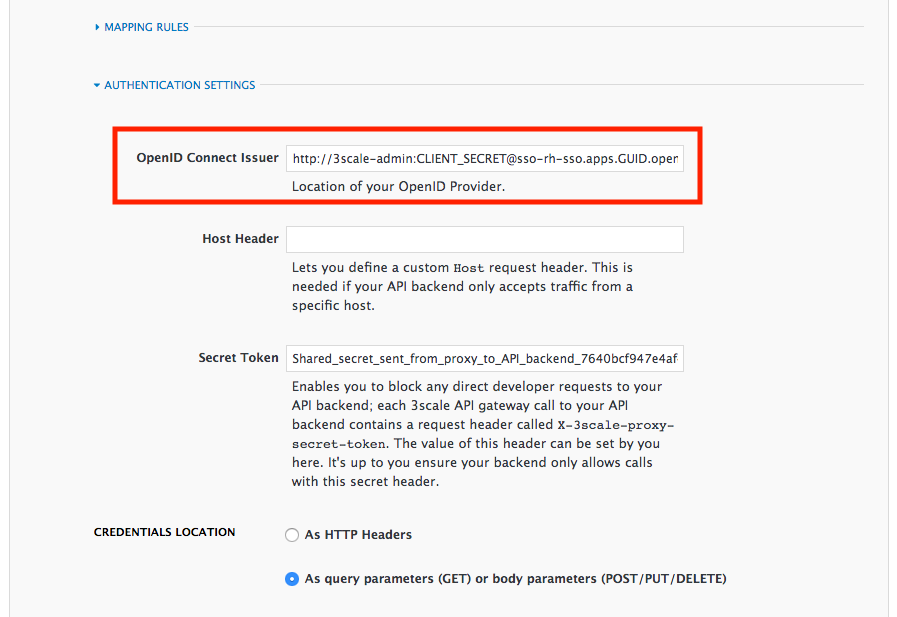 MAPPING RULES
AUTHENTICATION SETTINGS
OpenID Connect Issuer
http://3scale-admin:CLIENT_SECRET@sso-rh-sso.apps.GUID.open
Location of your OpenID Provider.
Host Header
Lets you define a custom Host request header. This is
needed if your API backend only accepts traffic from a
specific host.
Secret Token
Shared_secret_sent_from_proxy_to_API_backend_7640bcf947e4af
Enables you to block any direct developer requests to your
API backend; each 3scale API gateway call to your API
backend contains a request header called X-3scale-proxy-
secret-token. The value of this header can be set by you
here. It's up to you ensure your backend only allows calls
with this secret header.
CREDENTIALS LOCATION
As HTTP Headers
As query parameters (GET) or body parameters (POST/PUT/DELETE)